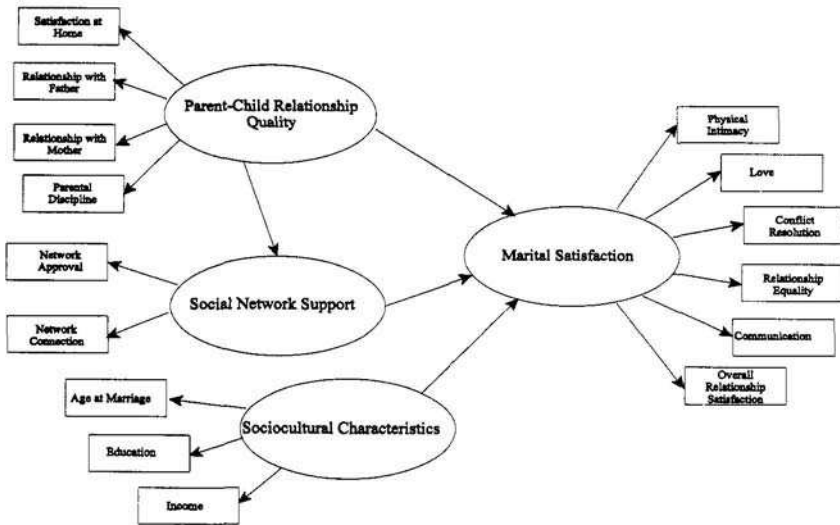 Satisfaction at
Home
Relationship with
Father
Relationship with
Mother
Parental
Discipline
Parent-Child Relationship
Quality
Network
Approval
Network
Connection
Social Network Support
Age at Marriage
Education
Income
Sociocultural Characteristics
Marital Satisfaction
Physical
Intimacy
Love
Conflict
Resolution
Relationship
Equality
Communication
Overall
Relationship
Satisfaction